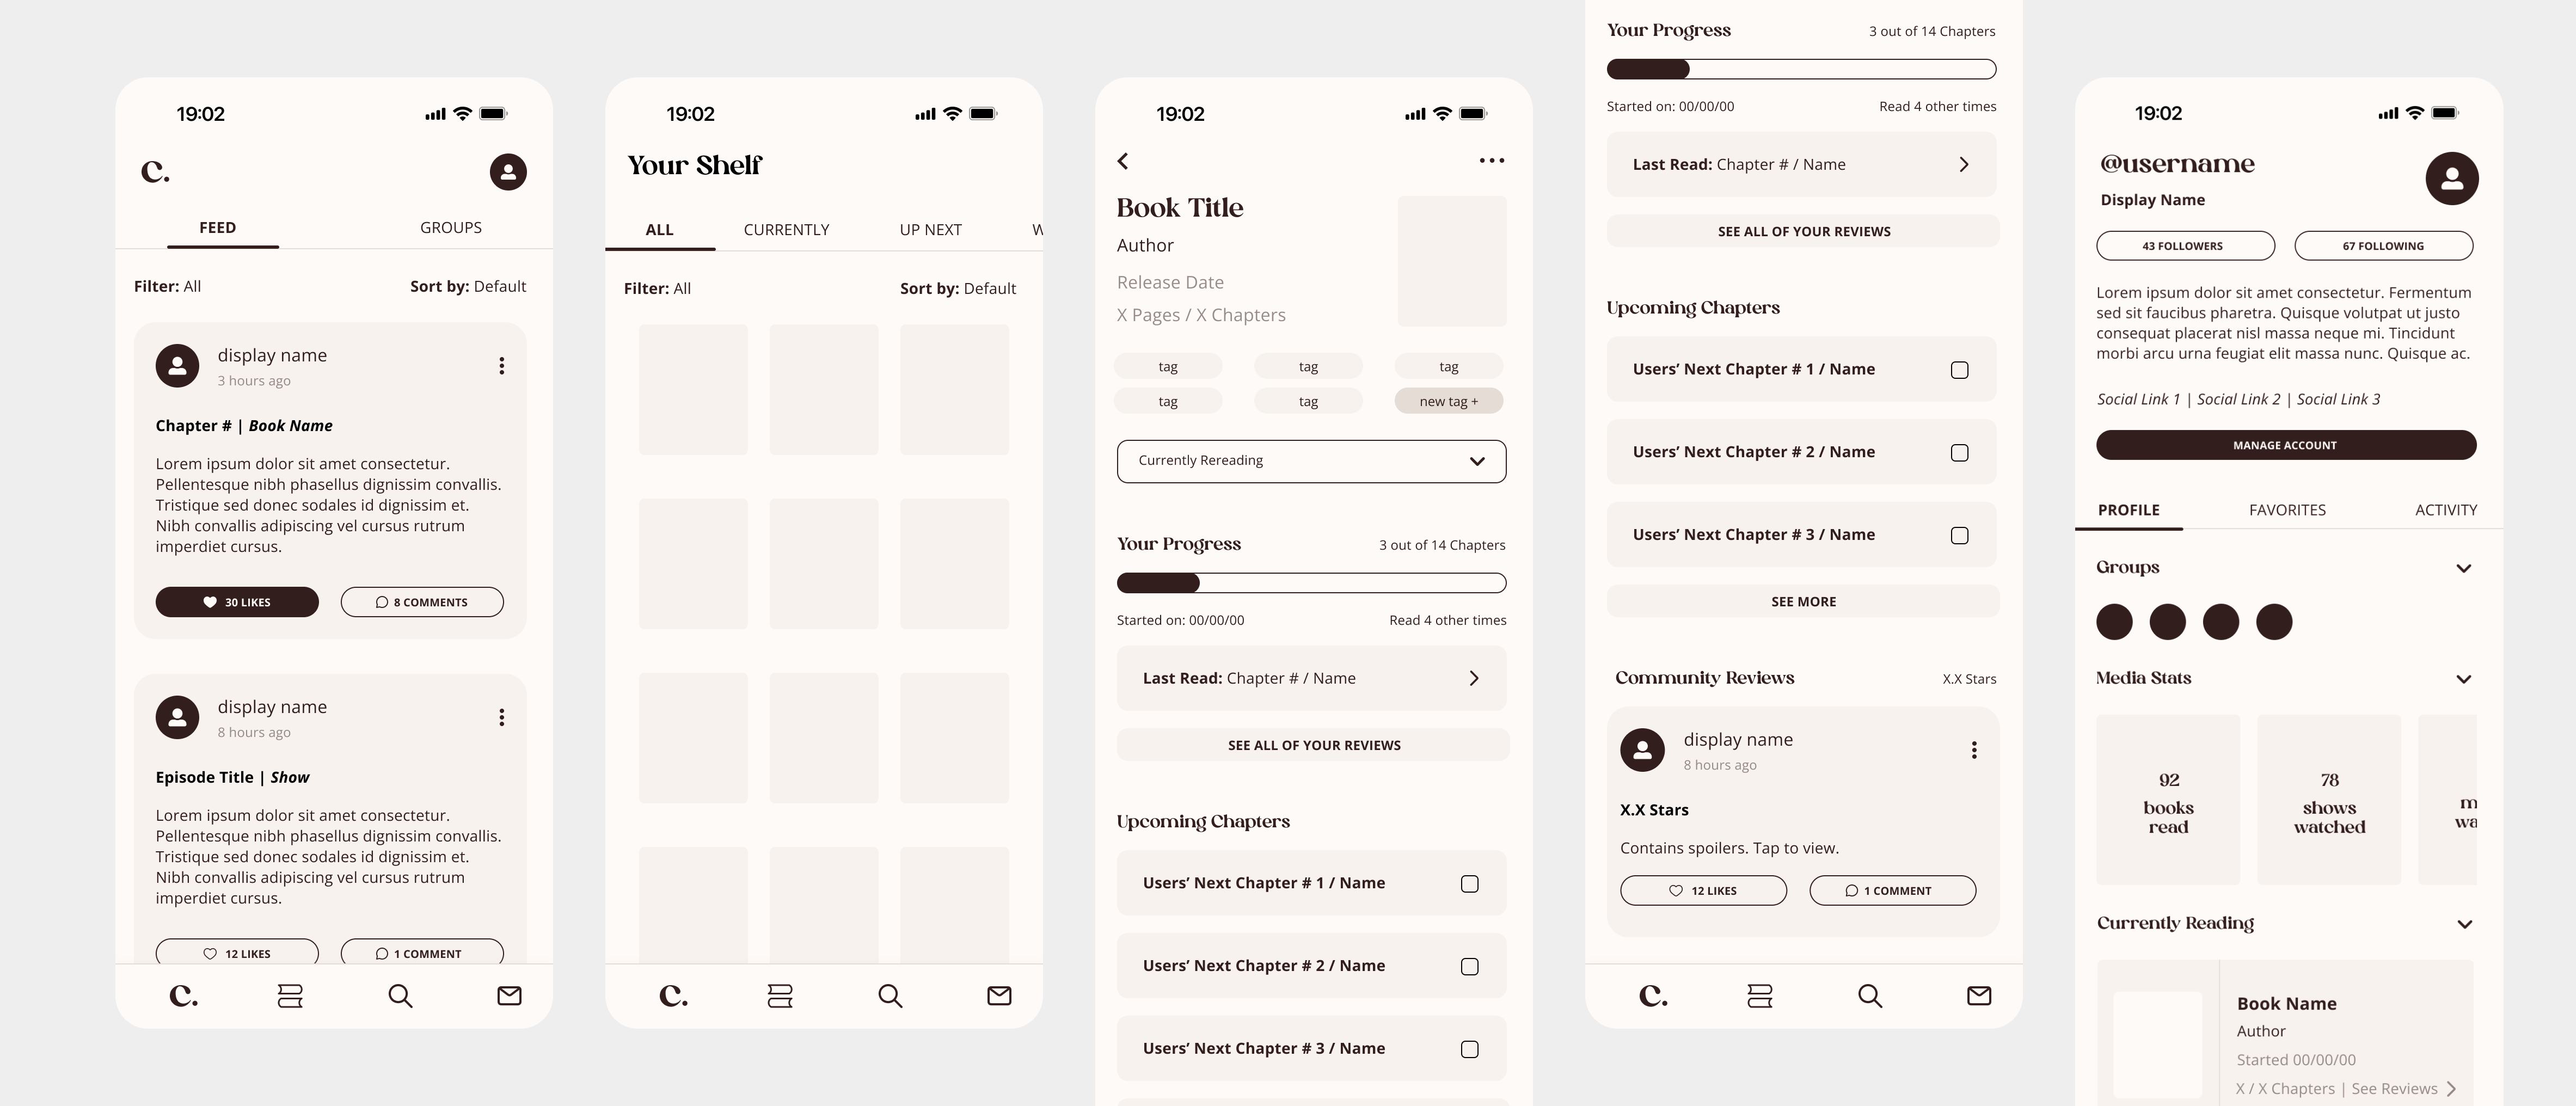 19:02
c.
FEED GROUPS
Filter: All Sort by: Default
display name
3 hours ago
Chapter # | Book Name
Lorem ipsum dolor sit amet consectetur.
Pellentesque nibh phasellus dignissim convallis.
Tristique sed donec sodales id dignissim et.
Nibh convallis adipiscing vel cursus rutrum
imperdiet cursus.
30 LIKES 8 COMMENTS
display name
8 hours ago
Episode Title | Show
Lorem ipsum dolor sit amet consectetur.
Pellentesque nibh phasellus dignissim convallis.
Tristique sed donec sodales id dignissim et.
Nibh convallis adipiscing vel cursus rutrum
imperdiet cursus.
12 LIKES 1 COMMENT
c.
19:02
Your Shelf
ALL CURRENTLY UP NEXT W
Filter: All Sort by: Default
c.
19:02
Book Title
Author
Release Date
X Pages / X Chapters
tag tag tag
tag tag new tag +
Currently Rereading
Your Progress 3 out of 14 Chapters
Started on: 00/00/00 Read 4 other times
Last Read: Chapter # / Name
SEE ALL OF YOUR REVIEWS
Upcoming Chapters
Users’ Next Chapter # 1 / Name
Users’ Next Chapter # 2 / Name
Users’ Next Chapter # 3 / Name
Your Progress 3 out of 14 Chapters
Started on: 00/00/00 Read 4 other times
Last Read: Chapter # / Name
SEE ALL OF YOUR REVIEWS
Upcoming Chapters
Users’ Next Chapter # 1 / Name
Users’ Next Chapter # 2 / Name
Users’ Next Chapter # 3 / Name
SEE MORE
Community Reviews X.X Stars
display name
8 hours ago
X.X Stars
Contains spoilers. Tap to view.
12 LIKES 1 COMMENT
c.
19:02
@username
Display Name
43 FOLLOWERS 67 FOLLOWING
Lorem ipsum dolor sit amet consectetur. Fermentum
sed sit faucibus pharetra. Quisque volutpat ut justo
consequat placerat nisl massa neque mi. Tincidunt
morbi arcu urna feugiat elit massa nunc. Quisque ac.
Social Link 1 | Social Link 2 | Social Link 3
MANAGE ACCOUNT
PROFILE FAVORITES ACTIVITY
Groups
Media Stats
92 78
books shows m
read watched wa
Currently Reading
Book Name
Author
Started 00/00/00
X / X Chapters | See Reviews